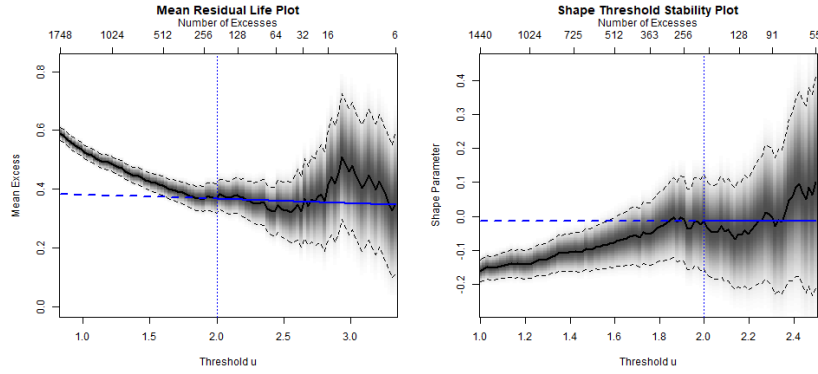 Mean Residual Life Plot
Number of Excesses
1748 1024 512 256 128 64 32 16 6
0.8
0.6
0.4
0.2
0.0
Mean Excess
1.0 1.5 2.0 2.5 3.0
Threshold u
Shape Threshold Stability Plot
Number of Excesses
1440 1024 725 512 363 256 128 91 55
0.4
0.3
0.2
0.1
0.0
-0.1
-0.2
Shape Parameter
1.0 1.2 1.4 1.6 1.8 2.0 2.2 2.4
Threshold u